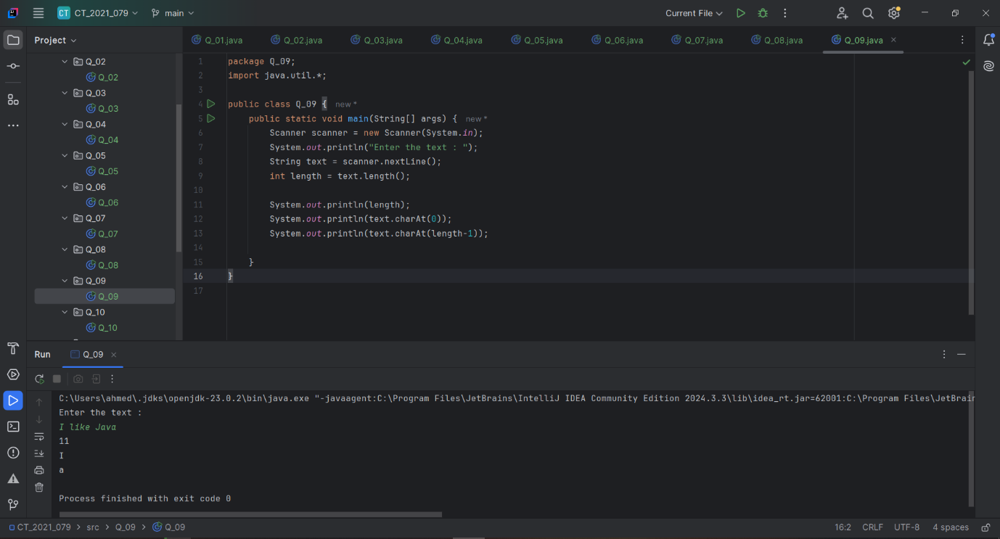 CT CT_2021_079 main Current File
Project
Q_01.java Q_02.java Q_03.java Q_04.java Q_05.java Q_06.java Q_07.java Q_08.java Q_09.java
Q_02
Q_02
Q_03
Q_03
Q_04
Q_04
Q_05
Q_05
Q_06
Q_06
Q_07
Q_07
Q_08
Q_08
Q_09
Q_09
Q_10
Q_10
1 package Q_09;
2 import java.util.*;
3
4 public class Q_09 { new *
5 public static void main(String[] args) { new *
6 Scanner scanner = new Scanner(System.in);
7 System.out.println("Enter the text : ");
8 String text = scanner.nextLine();
9 int length = text.length();
10
11 System.out.println(length);
12 System.out.println(text.charAt(0));
13 System.out.println(text.charAt(length-1));
14
15 }
16 }
17
Run Q_09
C:\Users\ahmed\.jdks\openjdk-23.0.2\bin\java.exe "-javaagent:C:\Program Files\JetBrains\IntelliJ IDEA Community Edition 2024.3.3\lib\idea_rt.jar=62001:C:\Program Files\JetBrain
Enter the text :
I like Java
11
I
a
Process finished with exit code 0
CT_2021_079 > src > Q_09 > Q_09 16:2 CRLF UTF-8 4 spaces